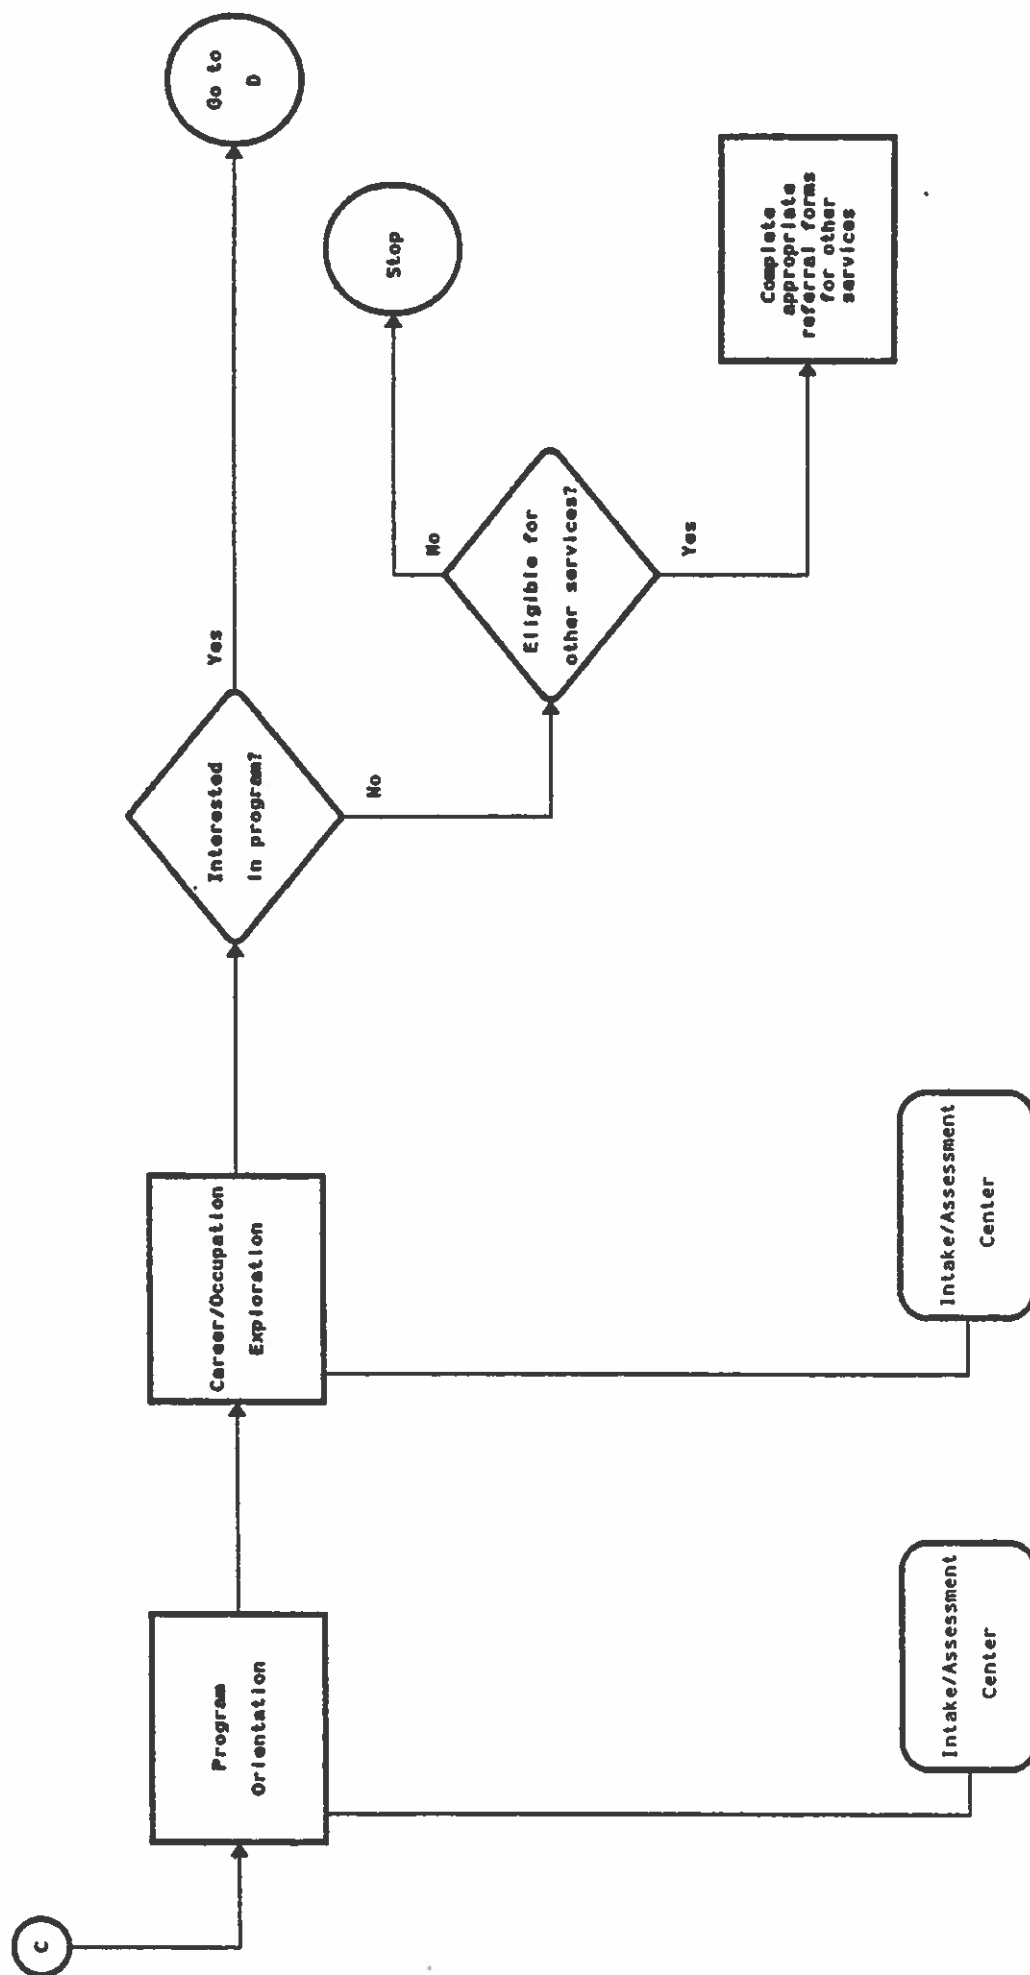 C
Program
Orientation
Intake/Assessment
Center
Career/Occupation
Exploration
Intake/Assessment
Center
Interested
in program?
Yes
Go to
D
No
Eligible for
other services?
No
Stop
Yes
Complete
appropriate
referral forms
for other
services